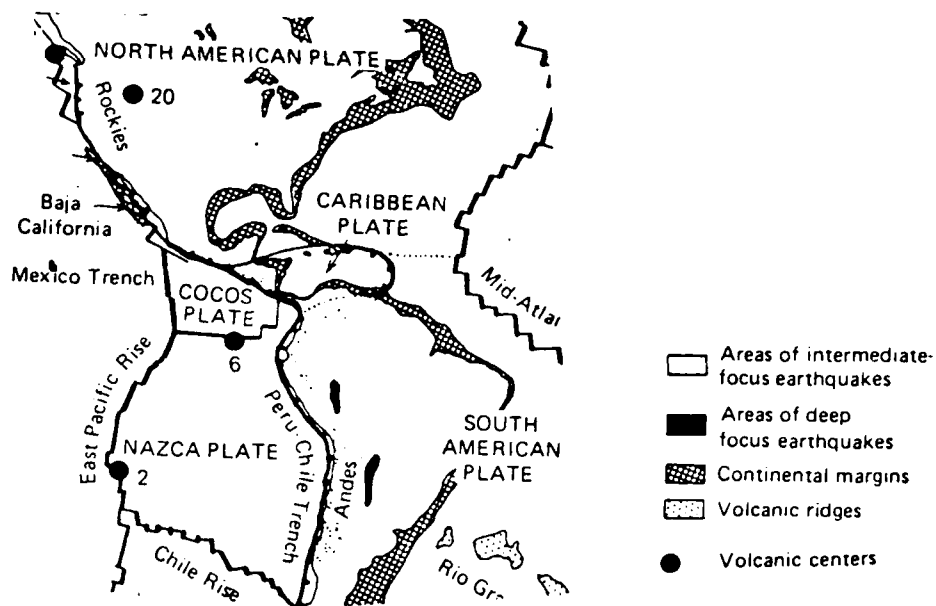 NORTH AMERICAN PLATE
20
Rockies
Baja
California
CARIBBEAN
PLATE
Mexico Trench
COCOS
PLATE
Mid-Atlan
6
East Pacific Rise
Peru-Chile Trench
NAZCA PLATE
2
Andes
SOUTH
AMERICAN
PLATE
Chile Rise
Rio Gra
Areas of intermediate-
focus earthquakes
Areas of deep
focus earthquakes
Continental margins
Volcanic ridges
Volcanic centers